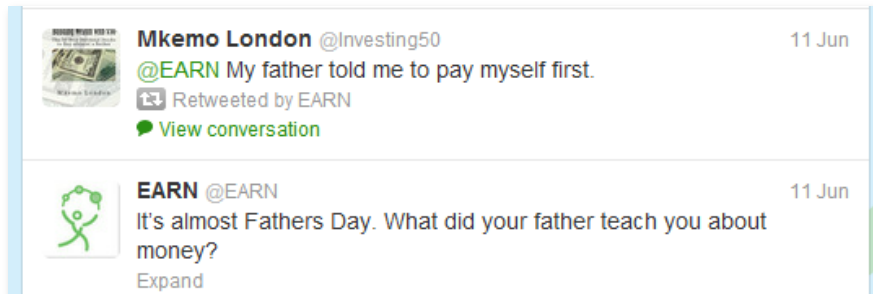 Mkemo London @Investing50 11 Jun
@EARN My father told me to pay myself first.
Retweeted by EARN
View conversation
EARN @EARN 11 Jun
It's almost Fathers Day. What did your father teach you about
money?
Expand